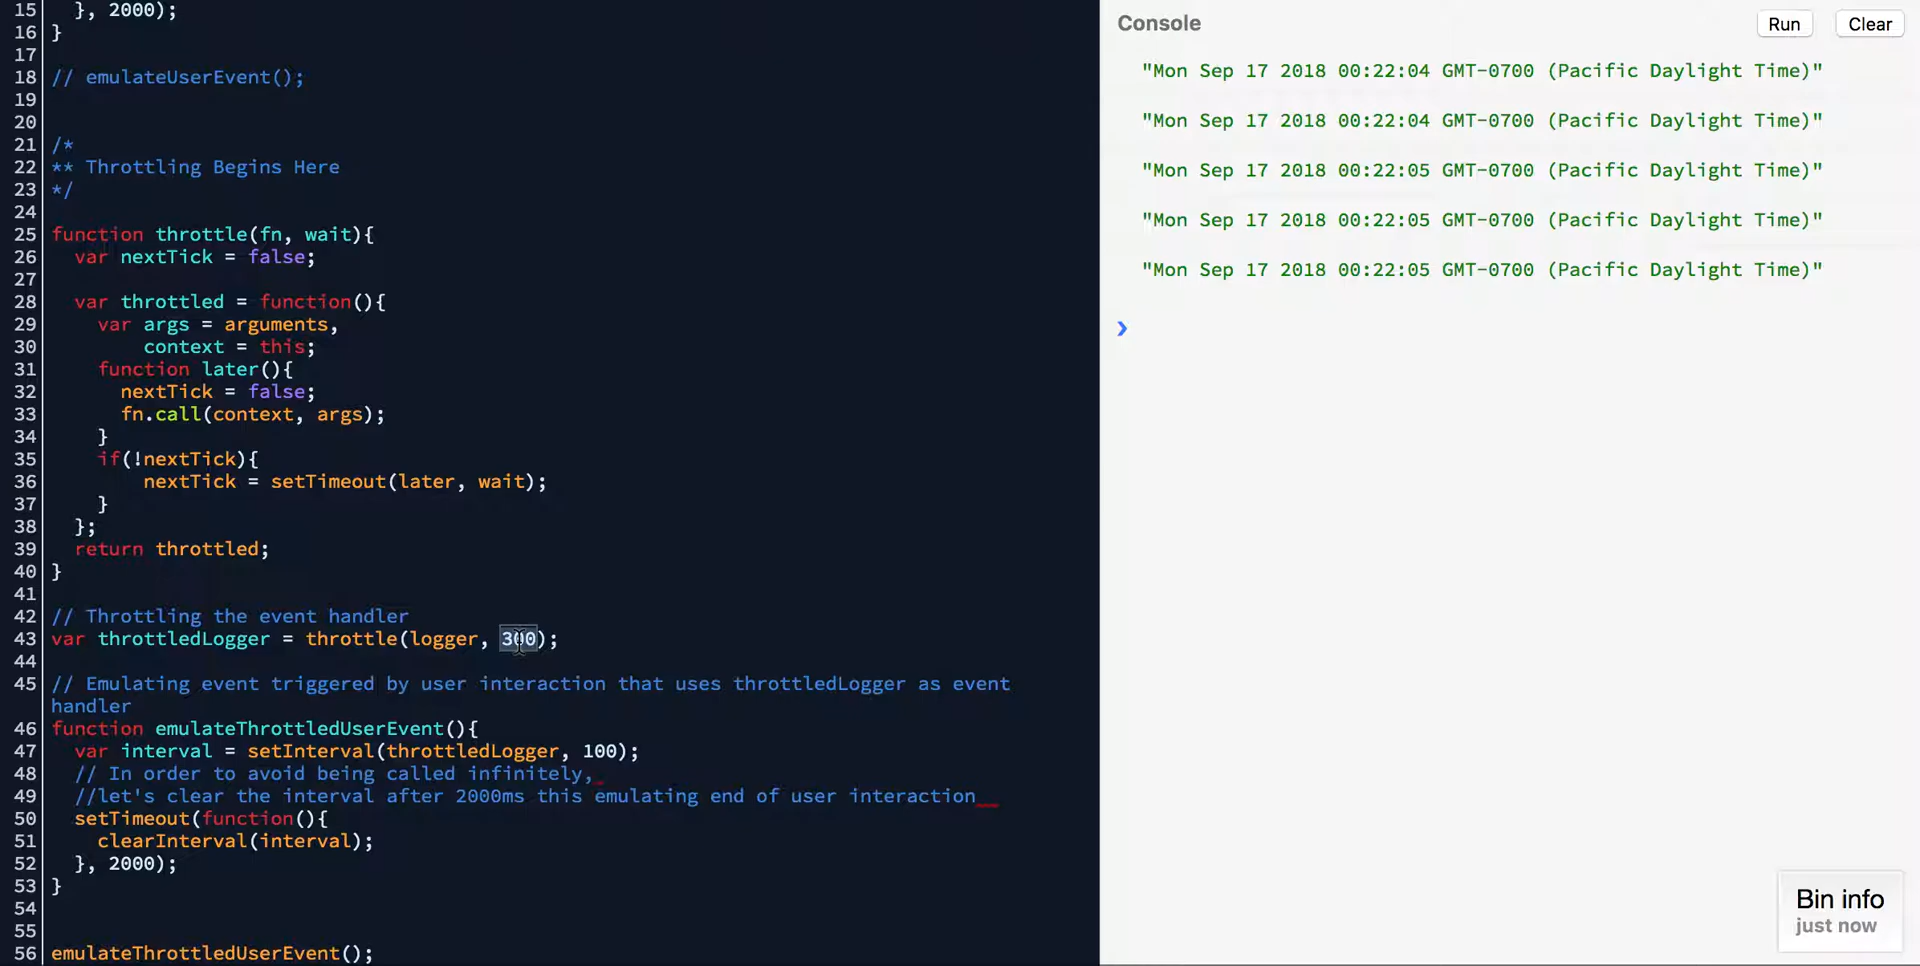 15   }, 2000);
16 }
17
18 // emulateUserEvent();
19
20
21 /*
22 ** Throttling Begins Here
23 */
24
25 function throttle(fn, wait){
26   var nextTick = false;
27
28   var throttled = function(){
29     var args = arguments,
30         context = this;
31     function later(){
32       nextTick = false;
33       fn.call(context, args);
34     }
35     if(!nextTick){
36         nextTick = setTimeout(later, wait);
37     }
38   };
39   return throttled;
40 }
41
42 // Throttling the event handler
43 var throttledLogger = throttle(logger, 300);
44
45 // Emulating event triggered by user interaction that uses throttledLogger as event
handler
46 function emulateThrottledUserEvent(){
47   var interval = setInterval(throttledLogger, 100);
48   // In order to avoid being called infinitely,
49   //let's clear the interval after 2000ms this emulating end of user interaction
50   setTimeout(function(){
51     clearInterval(interval);
52   }, 2000);
53 }
54
55
56 emulateThrottledUserEvent();
Console
Run
Clear
"Mon Sep 17 2018 00:22:04 GMT-0700 (Pacific Daylight Time)"
"Mon Sep 17 2018 00:22:04 GMT-0700 (Pacific Daylight Time)"
"Mon Sep 17 2018 00:22:05 GMT-0700 (Pacific Daylight Time)"
"Mon Sep 17 2018 00:22:05 GMT-0700 (Pacific Daylight Time)"
"Mon Sep 17 2018 00:22:05 GMT-0700 (Pacific Daylight Time)"
Bin info
just now